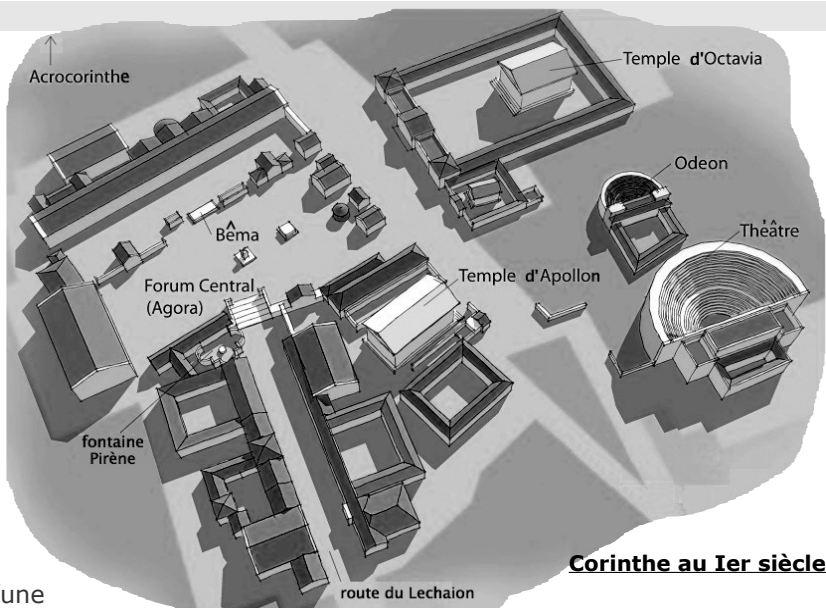 Acrocorinthe
Temple d'Octavia
Odeon
Théâtre
Bêma
Forum Central
(Agora)
Temple d'Apollon
fontaine
Pirène
Corinthe au Ier siècle
route du Lechaion
une